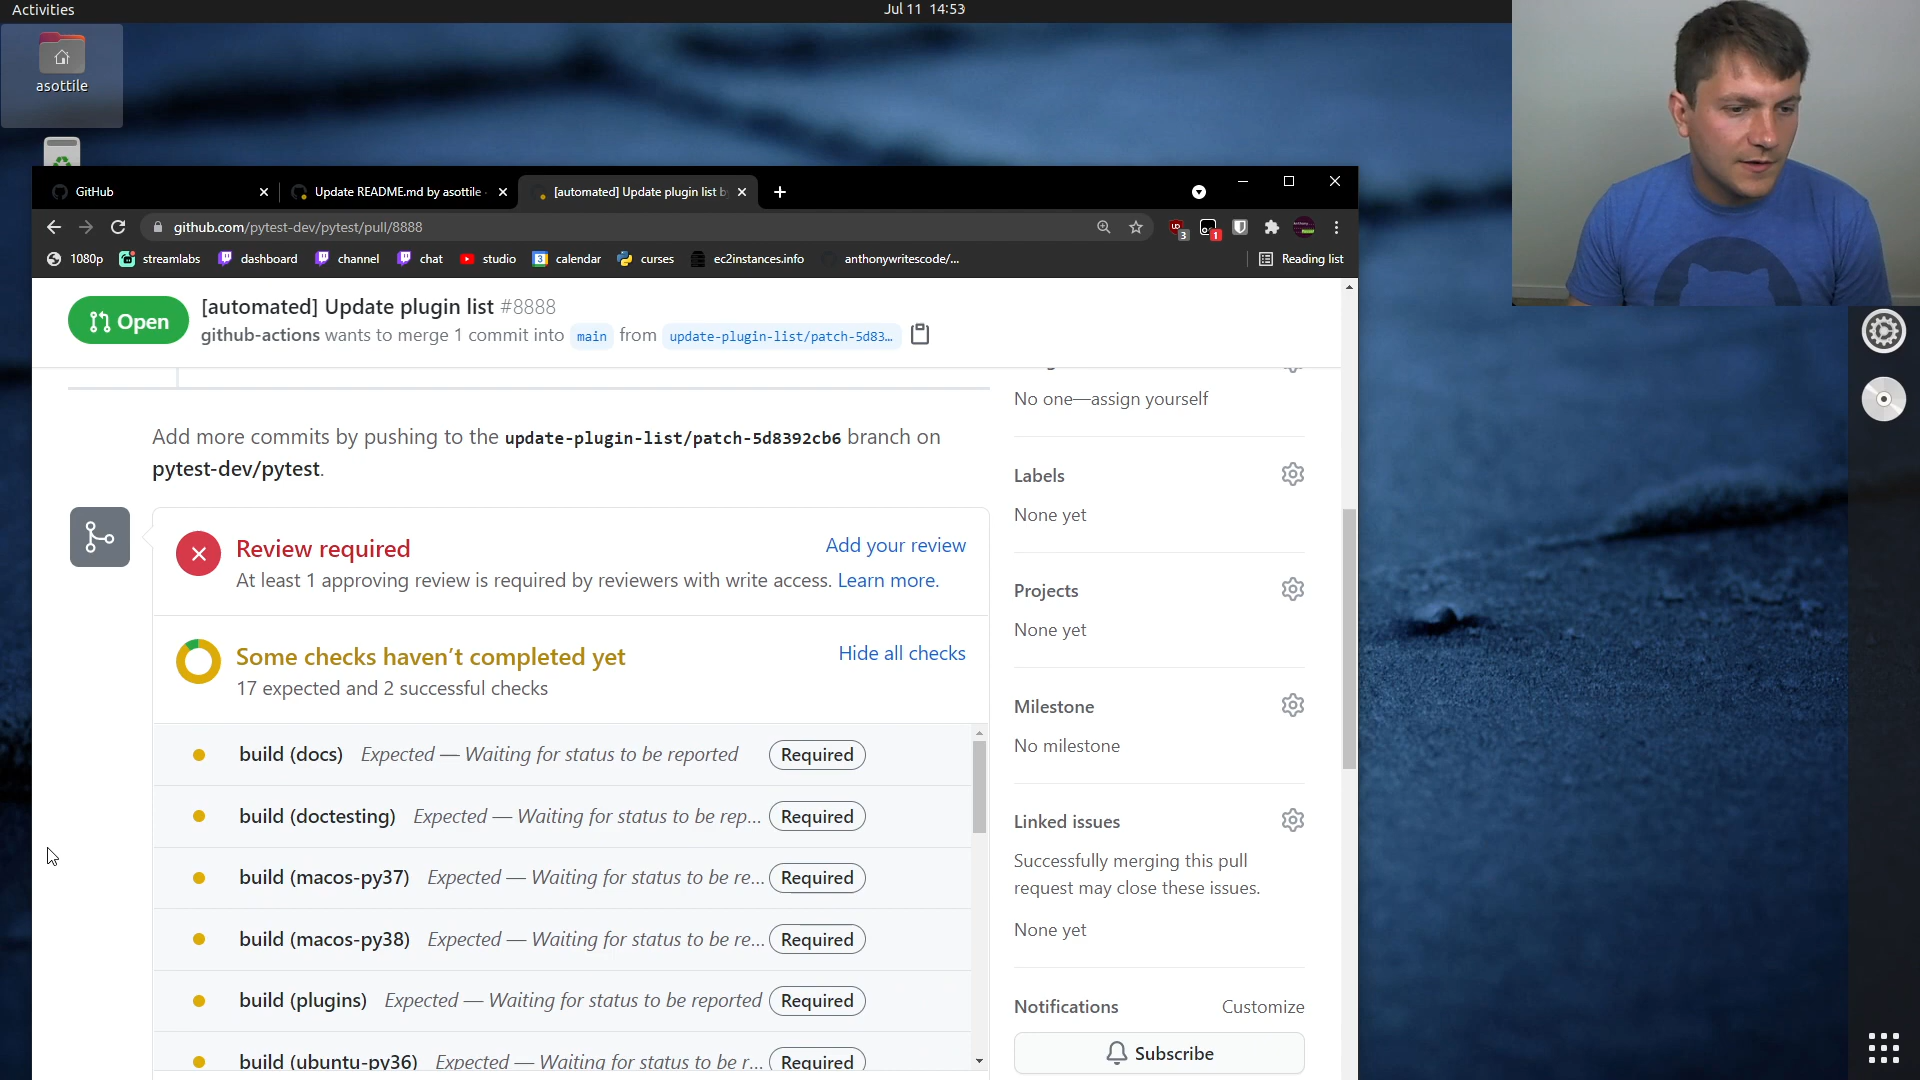 Activities
Jul 11 14:53
asottile
GitHub
Update README.md by asottile
[automated] Update plugin list b
github.com/pytest-dev/pytest/pull/8888
3
1
1080p
streamlabs
dashboard
channel
chat
studio
3
calendar
curses
ec2instances.info
anthonywritescode/...
Reading list
Open
[automated] Update plugin list #8888
github-actions wants to merge 1 commit into main from update-plugin-list/patch-5d83...
No one—assign yourself
Add more commits by pushing to the update-plugin-list/patch-5d8392cb6 branch on
pytest-dev/pytest.
Labels
None yet
Review required
Add your review
At least 1 approving review is required by reviewers with write access. Learn more.
Projects
None yet
Some checks haven't completed yet
Hide all checks
17 expected and 2 successful checks
Milestone
No milestone
build (docs) Expected — Waiting for status to be reported Required
build (doctesting) Expected — Waiting for status to be rep... Required
build (macos-py37) Expected — Waiting for status to be re... Required
build (macos-py38) Expected — Waiting for status to be re... Required
build (plugins) Expected — Waiting for status to be reported Required
build (ubuntu-py36) Expected — Waiting for status to be r... Required
Linked issues
Successfully merging this pull
request may close these issues.
None yet
Notifications
Customize
Subscribe